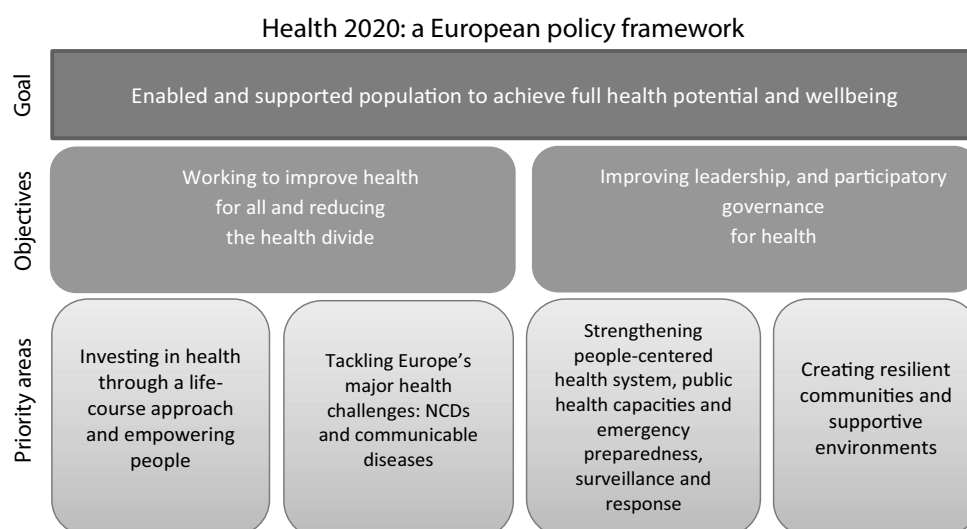 Health 2020: a European policy framework
Goal
Enabled and supported population to achieve full health potential and wellbeing
Objectives
Working to improve health
for all and reducing
the health divide
Improving leadership, and participatory
governance
for health
Priority areas
Investing in health
through a life-
course approach
and empowering
people
Tackling Europe's
major health
challenges: NCDs
and communicable
diseases
Strengthening
people-centered
health system, public
health capacities and
emergency
preparedness,
surveillance and
response
Creating resilient
communities and
supportive
environments